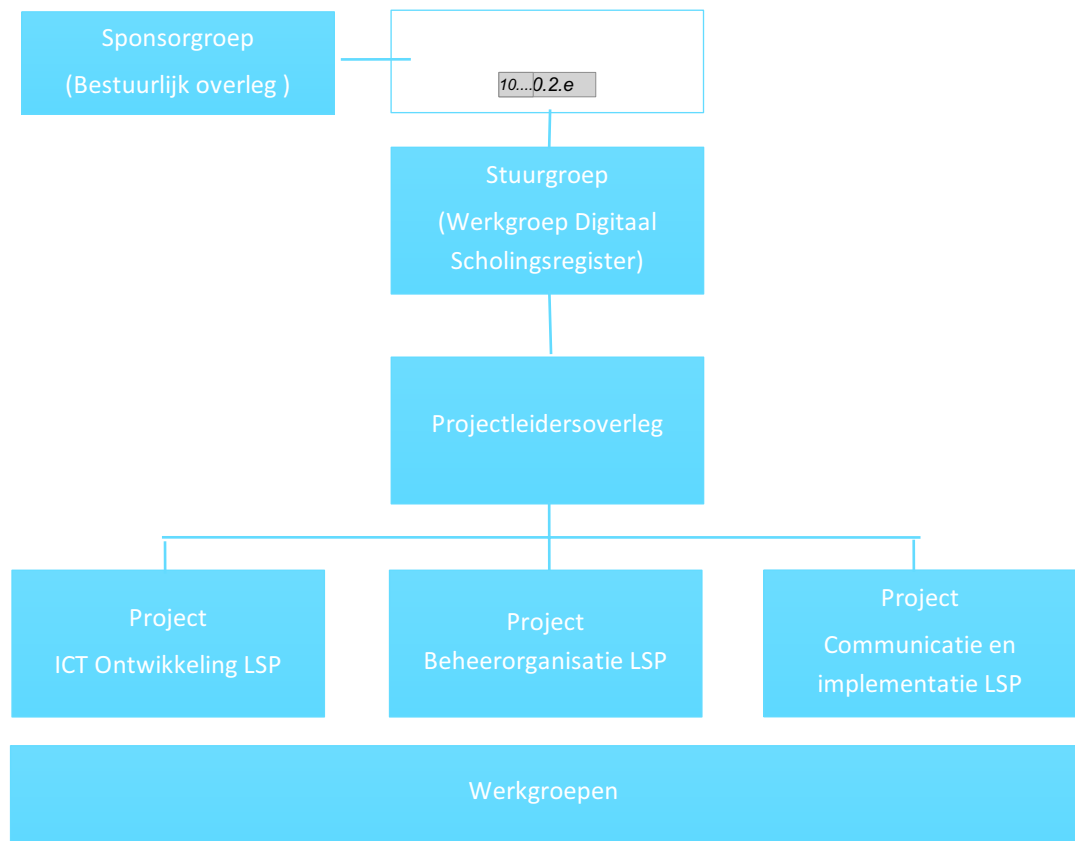 Sponsorgroep
(Bestuurlijk overleg )
10....0.2.e
Stuurgroep
(Werkgroep Digitaal
Scholingsregister)
Projectleidersoverleg
Project
ICT Ontwikkeling LSP
Project
Beheerorganisatie LSP
Project
Communicatie en
implementatie LSP
Werkgroepen